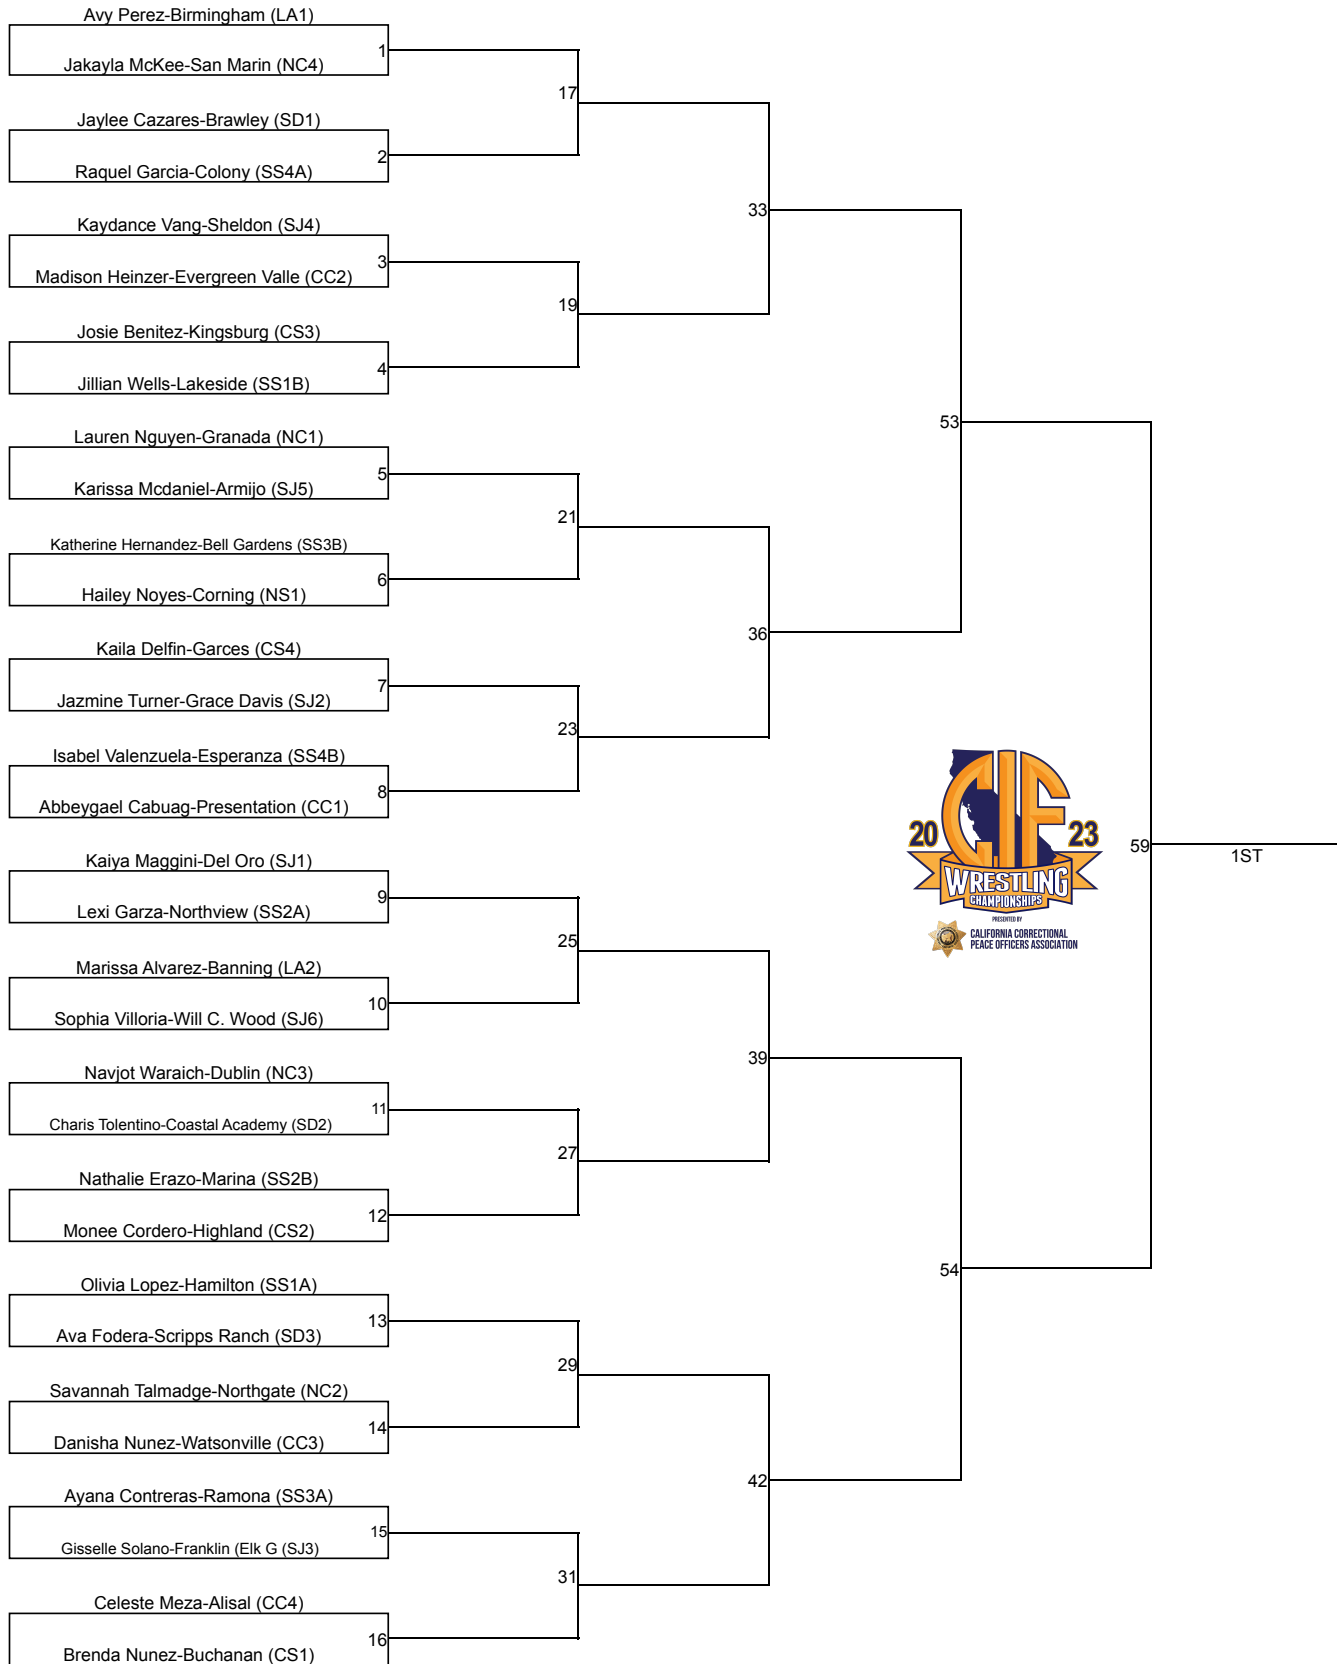 Avy Perez-Birmingham (LA1)
1
Jakayla McKee-San Marin (NC4)
17
Jaylee Cazares-Brawley (SD1)
2
Raquel Garcia-Colony (SS4A)
33
Kaydance Vang-Sheldon (SJ4)
3
Madison Heinzer-Evergreen Valle (CC2)
19
Josie Benitez-Kingsburg (CS3)
4
Jillian Wells-Lakeside (SS1B)
53
Lauren Nguyen-Granada (NC1)
5
Karissa Mcdaniel-Armijo (SJ5)
21
Katherine Hernandez-Bell Gardens (SS3B)
6
Hailey Noyes-Corning (NS1)
36
Kaila Delfin-Garces (CS4)
7
Jazmine Turner-Grace Davis (SJ2)
23
Isabel Valenzuela-Esperanza (SS4B)
8
Abbeygael Cabuag-Presentation (CC1)
20 CIF 23
WRESTLING
CHAMPIONSHIPS
PRESENTED BY
CALIFORNIA CORRECTIONAL
PEACE OFFICERS ASSOCIATION
59
1ST
Kaiya Maggini-Del Oro (SJ1)
9
Lexi Garza-Northview (SS2A)
25
Marissa Alvarez-Banning (LA2)
10
Sophia Villoria-Will C. Wood (SJ6)
39
Navjot Waraich-Dublin (NC3)
11
Charis Tolentino-Coastal Academy (SD2)
27
Nathalie Erazo-Marina (SS2B)
12
Monee Cordero-Highland (CS2)
54
Olivia Lopez-Hamilton (SS1A)
13
Ava Fodera-Scripps Ranch (SD3)
29
Savannah Talmadge-Northgate (NC2)
14
Danisha Nunez-Watsonville (CC3)
42
Ayana Contreras-Ramona (SS3A)
15
Gisselle Solano-Franklin (Elk G (SJ3)
31
Celeste Meza-Alisal (CC4)
16
Brenda Nunez-Buchanan (CS1)